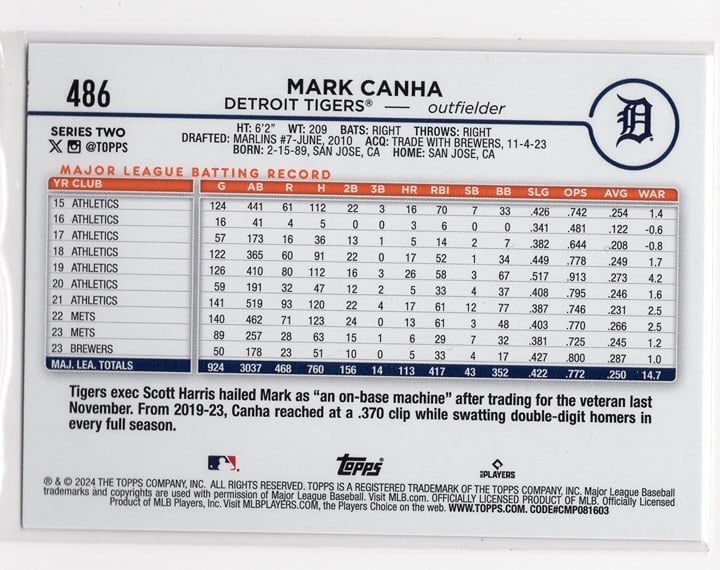 486
MARK CANHA
DETROIT TIGERS® — outfielder
D
SERIES TWO
X @TOPPS
HT: 6'2" WT: 209 BATS: RIGHT THROWS: RIGHT
DRAFTED: MARLINS #7-JUNE, 2010 ACQ: TRADE WITH BREWERS, 11-4-23
BORN: 2-15-89, SAN JOSE, CA HOME: SAN JOSE, CA
MAJOR LEAGUE BATTING RECORD
YR CLUB G AB R H 2B 3B HR RBI SB BB SLG OPS AVG WAR
15 ATHLETICS 124 441 61 112 22 3 16 70 7 33 .426 .742 .254 1.4
16 ATHLETICS 16 41 4 5 0 0 3 6 0 0 .341 .481 .122 -0.6
17 ATHLETICS 57 173 16 36 13 1 5 14 2 7 .382 .644 .208 -0.8
18 ATHLETICS 122 365 60 91 22 0 17 52 1 34 .449 .778 .249 1.7
19 ATHLETICS 126 410 80 112 16 3 26 58 3 67 .517 .913 .273 4.2
20 ATHLETICS 59 191 32 47 12 2 5 33 4 37 .408 .795 .246 1.6
21 ATHLETICS 141 519 93 120 22 4 17 61 12 77 .387 .746 .231 2.5
22 METS 140 462 71 123 24 0 13 61 3 48 .403 .770 .266 2.5
23 METS 89 257 28 63 15 1 6 29 7 32 .381 .725 .245 1.2
23 BREWERS 50 178 23 51 10 0 5 33 4 17 .427 .800 .287 1.0
MAJ. LEA. TOTALS 924 3037 468 760 156 14 113 417 43 352 .422 .772 .250 14.7
Tigers exec Scott Harris hailed Mark as “an on-base machine” after trading for the veteran last
November. From 2019-23, Canha reached at a .370 clip while swatting double-digit homers in
every full season.
Topps
PLAYERS
® & © 2024 THE TOPPS COMPANY, INC. ALL RIGHTS RESERVED. TOPPS IS A REGISTERED TRADEMARK OF THE TOPPS COMPANY, INC. Major League Baseball
trademarks and copyrights are used with permission of Major League Baseball. Visit MLB.com. OFFICIALLY LICENSED PRODUCT OF MLB. Officially Licensed
Product of MLB Players, Inc. Visit MLBPLAYERS.COM, the Players Choice on the web. WWW.TOPPS.COM. CODE#CMP081603